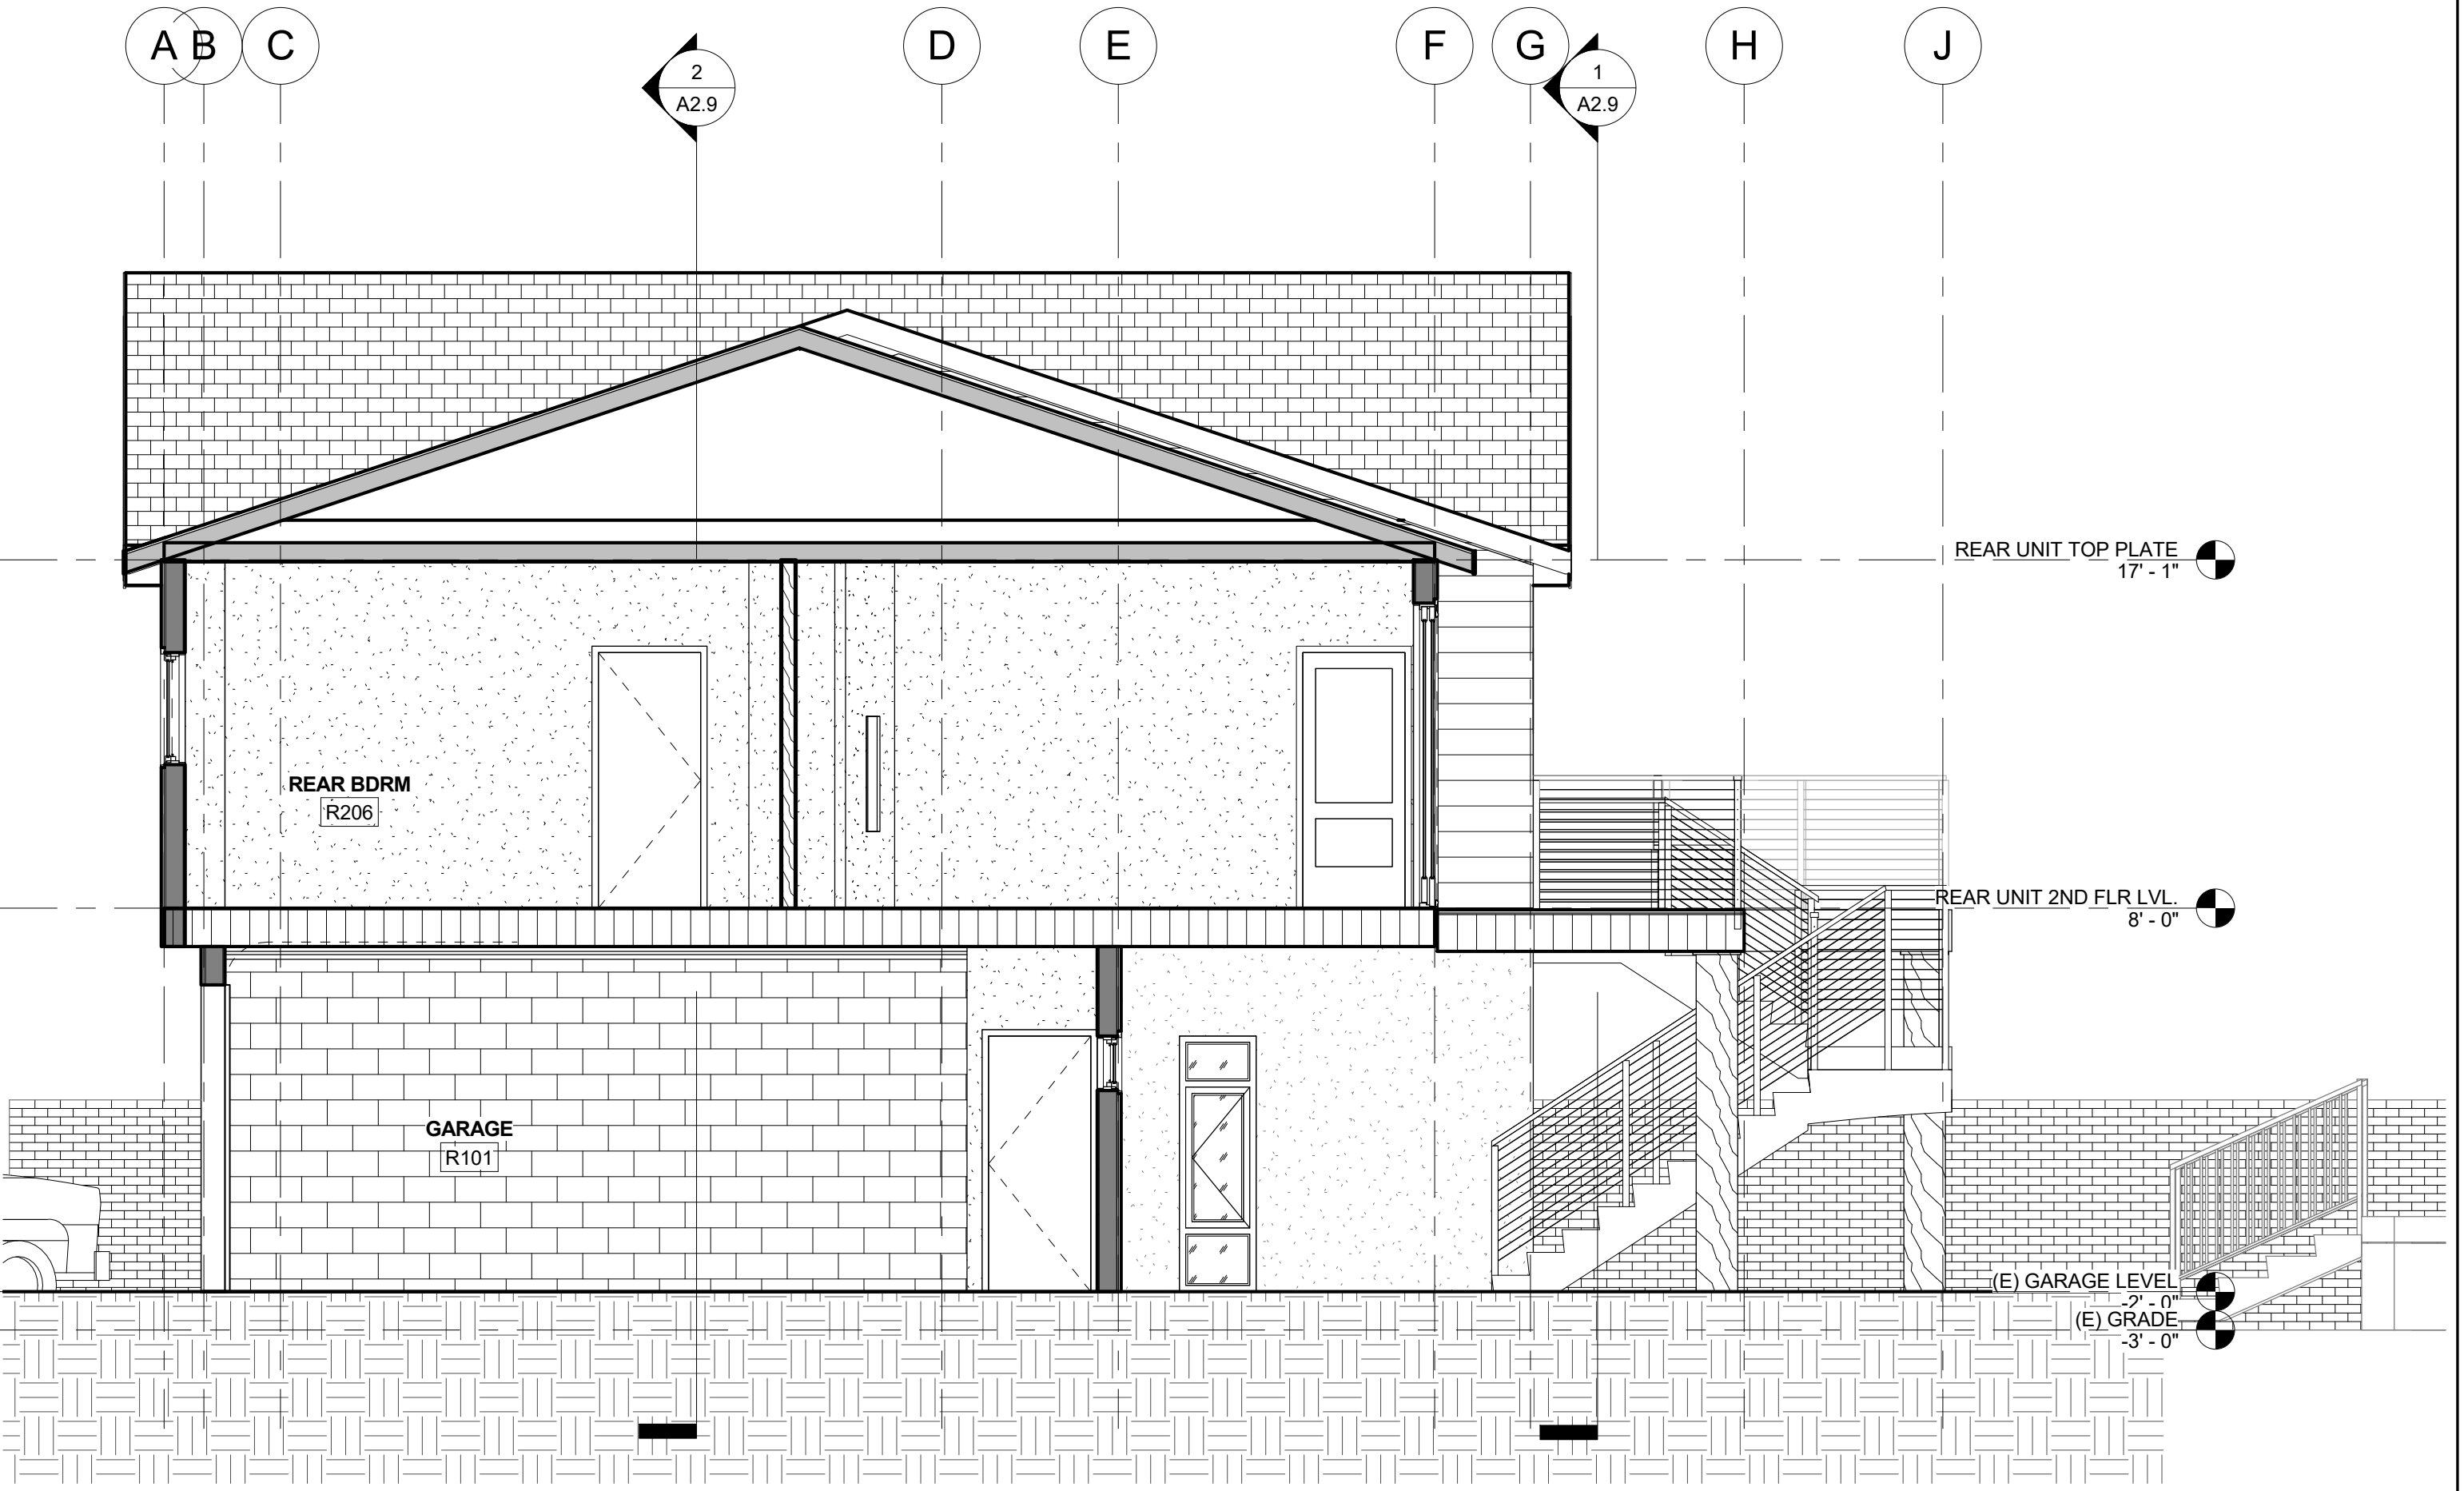 A
B
C
D
E
F
G
H
J
2
A2.9
1
A2.9
REAR UNIT TOP PLATE
17' - 1"
REAR BDRM
R206
REAR UNIT 2ND FLR LVL.
8' - 0"
GARAGE
R101
(E) GARAGE LEVEL
-2' - 0"
(E) GRADE
-3' - 0"